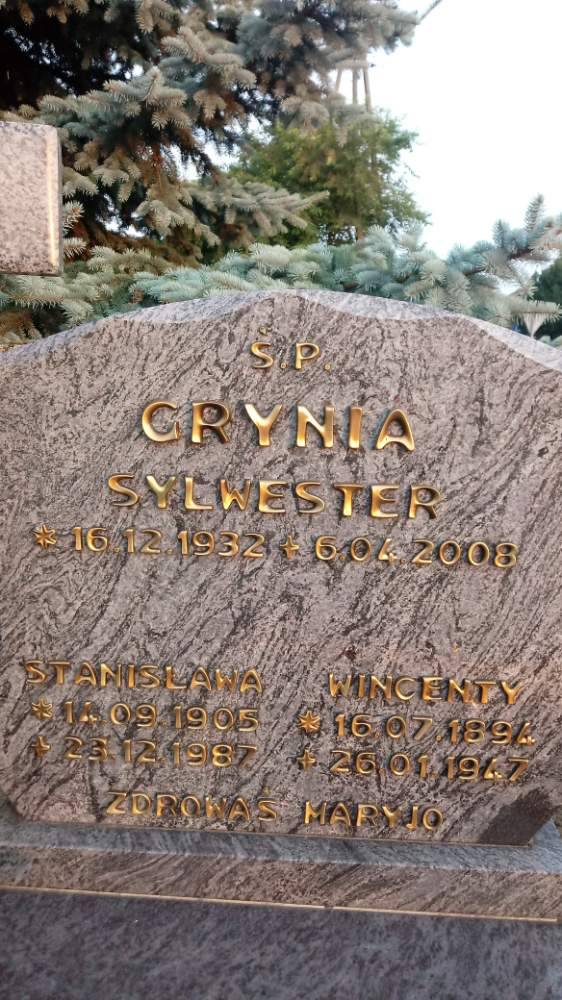 Ś.P.
GRYNIA
SYLWESTER
* 16.12.1932 + 6.04.2008
STANISŁAWA
* 14.09.1905
+ 23.12.1987
WINCENTY
* 16.07.1894
+ 26.01.1947
ZDROWAŚ MARYJO